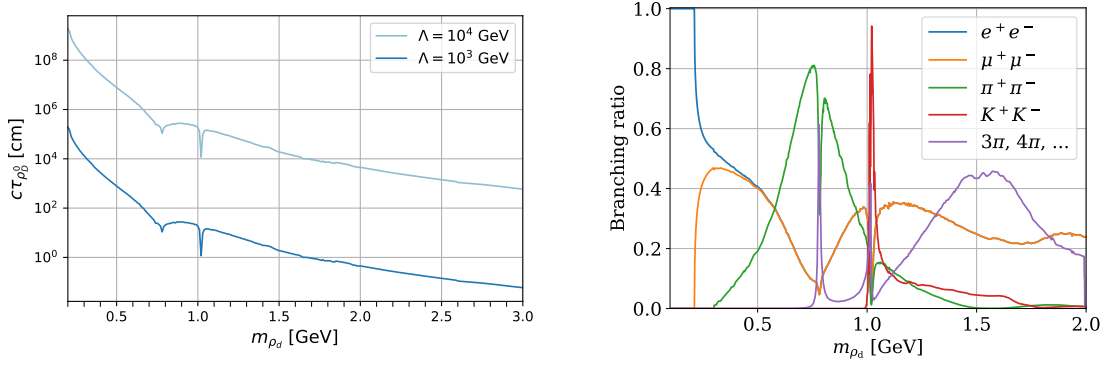 cτ_{ρ_D^0} [cm]
10^8
10^6
10^4
10^2
10^0
0.5 1.0 1.5 2.0 2.5 3.0
m_{ρ_d} [GeV]
Λ = 10^4 GeV
Λ = 10^3 GeV
Branching ratio
1.0
0.8
0.6
0.4
0.2
0.0
0.5 1.0 1.5 2.0
m_{ρ_d} [GeV]
e^+e^-
μ^+μ^-
π^+π^-
K^+K^-
3π, 4π, ...